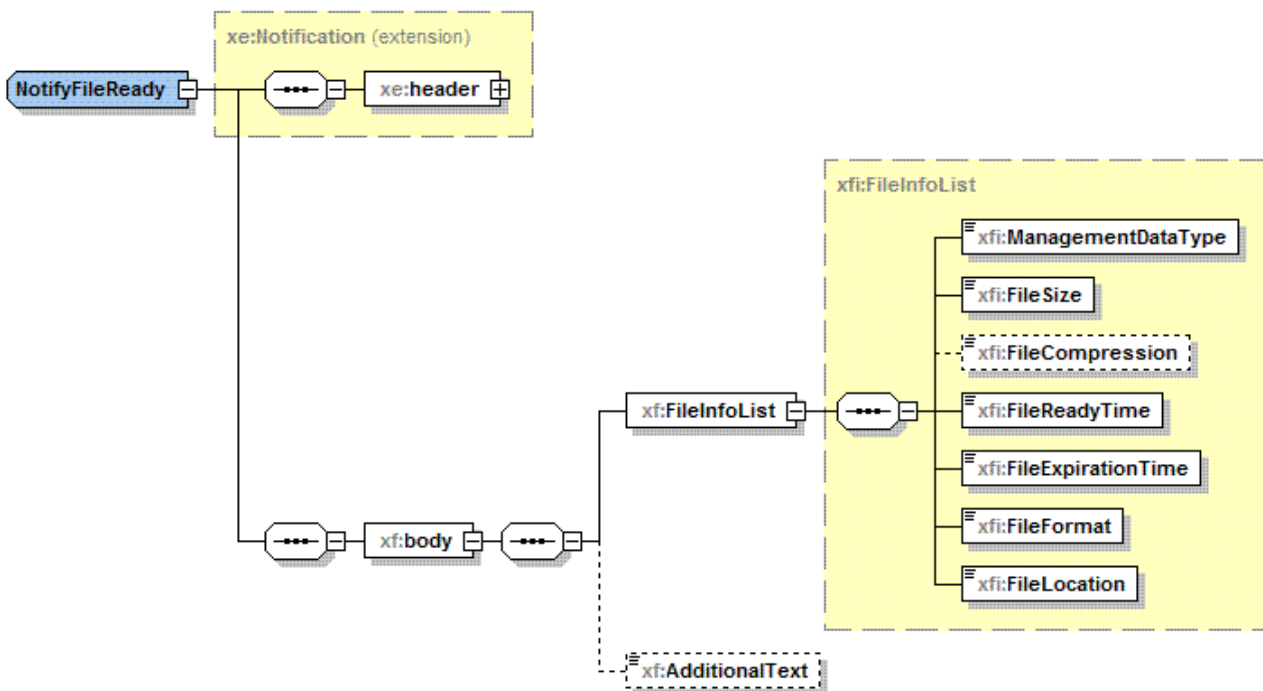 xe:Notification (extension)
NotifyFileReady
xe:header
xfi:FileInfoList
xfi:ManagementDataType
xfi:FileSize
xfi:FileCompression
xf:FileInfoList
xfi:FileReadyTime
xfi:FileExpirationTime
xfi:FileFormat
xf:body
xfi:FileLocation
xf:AdditionalText